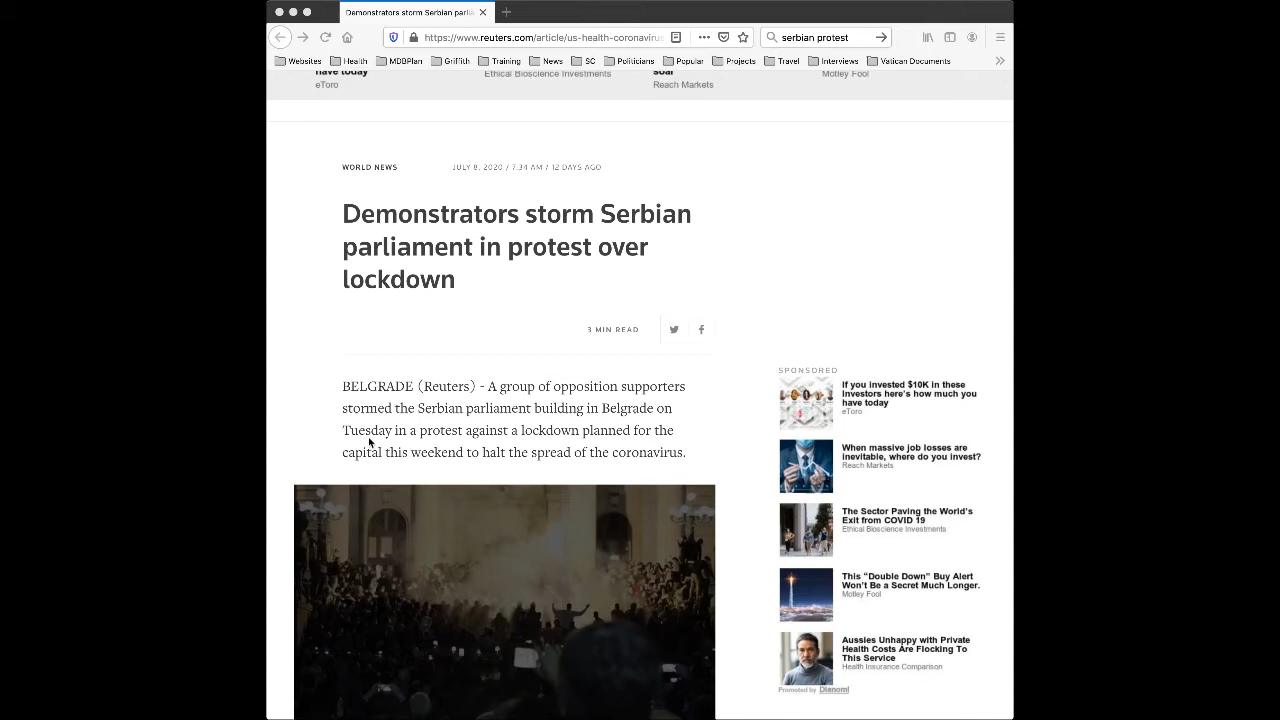 Demonstrators storm Serbian parlia
https://www.reuters.com/article/us-health-coronavirus
serbian protest
Websites Health MDBPlan Griffith Training News SC Politicians Popular Projects Travel Interviews Vatican Documents
have today Ethical Bioscience Investments soar Motley Fool
eToro Reach Markets
WORLD NEWS JULY 8, 2020 / 7:34 AM / 12 DAYS AGO
Demonstrators storm Serbian
parliament in protest over
lockdown
3 MIN READ
BELGRADE (Reuters) - A group of opposition supporters
stormed the Serbian parliament building in Belgrade on
Tuesday in a protest against a lockdown planned for the
capital this weekend to halt the spread of the coronavirus.
SPONSORED
If you invested $10K in these
investors here's how much you
have today
eToro
When massive job losses are
inevitable, where do you invest?
Reach Markets
The Sector Paving the World's
Exit from COVID 19
Ethical Bioscience Investments
This “Double Down” Buy Alert
Won't Be a Secret Much Longer.
Motley Fool
Aussies Unhappy with Private
Health Costs Are Flocking To
This Service
Health Insurance Comparison
Promoted by Dianomi